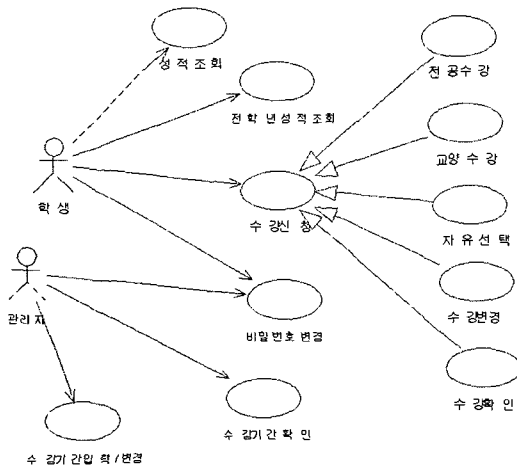 성적조회
전공수강
전학년성적조회
교양수강
학생
수강신청
자유선택
관리자
비밀번호변경
수강변경
수강확인
수강기간확인
수강기간입력/변경